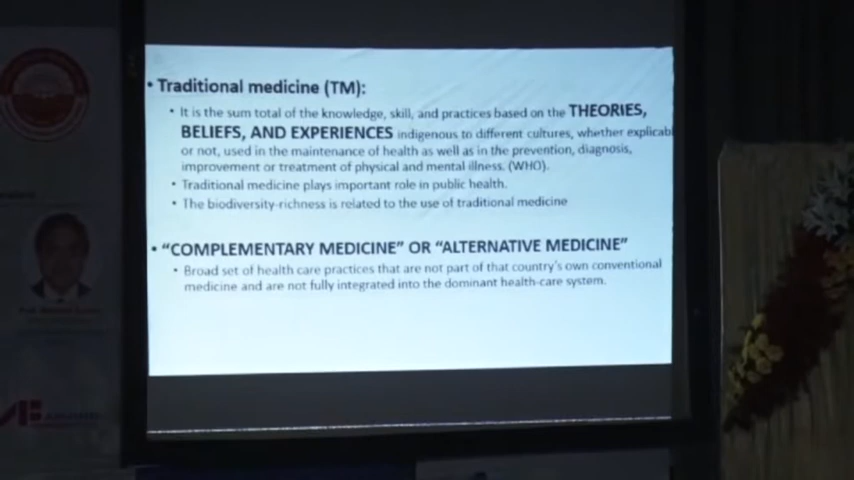 • Traditional medicine (TM):
• It is the sum total of the knowledge, skill, and practices based on the THEORIES,
BELIEFS, AND EXPERIENCES indigenous to different cultures, whether explicabl
or not, used in the maintenance of health as well as in the prevention, diagnosis,
improvement or treatment of physical and mental illness. (WHO).
• Traditional medicine plays important role in public health.
• The biodiversity-richness is related to the use of traditional medicine
• “COMPLEMENTARY MEDICINE” OR “ALTERNATIVE MEDICINE”
• Broad set of health care practices that are not part of that country's own conventional
medicine and are not fully integrated into the dominant health-care system.